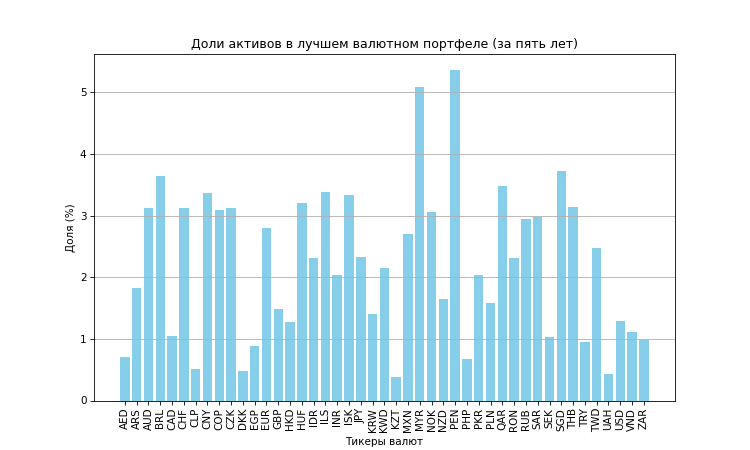 Доли активов в лучшем валютном портфеле (за пять лет)
Доля (%)
5
4
3
2
1
0
AED ARS AUD BRL CAD CHF CLP CNY COP CZK DKK EGP EUR GBP HKD HUF IDR ILS INR ISK JPY KRW KWD KZT MXN MYR NOK NZD PEN PHP PKR PLN QAR RON RUB SAR SEK SGD THB TRY TWD UAH USD VND ZAR
Тикеры валют